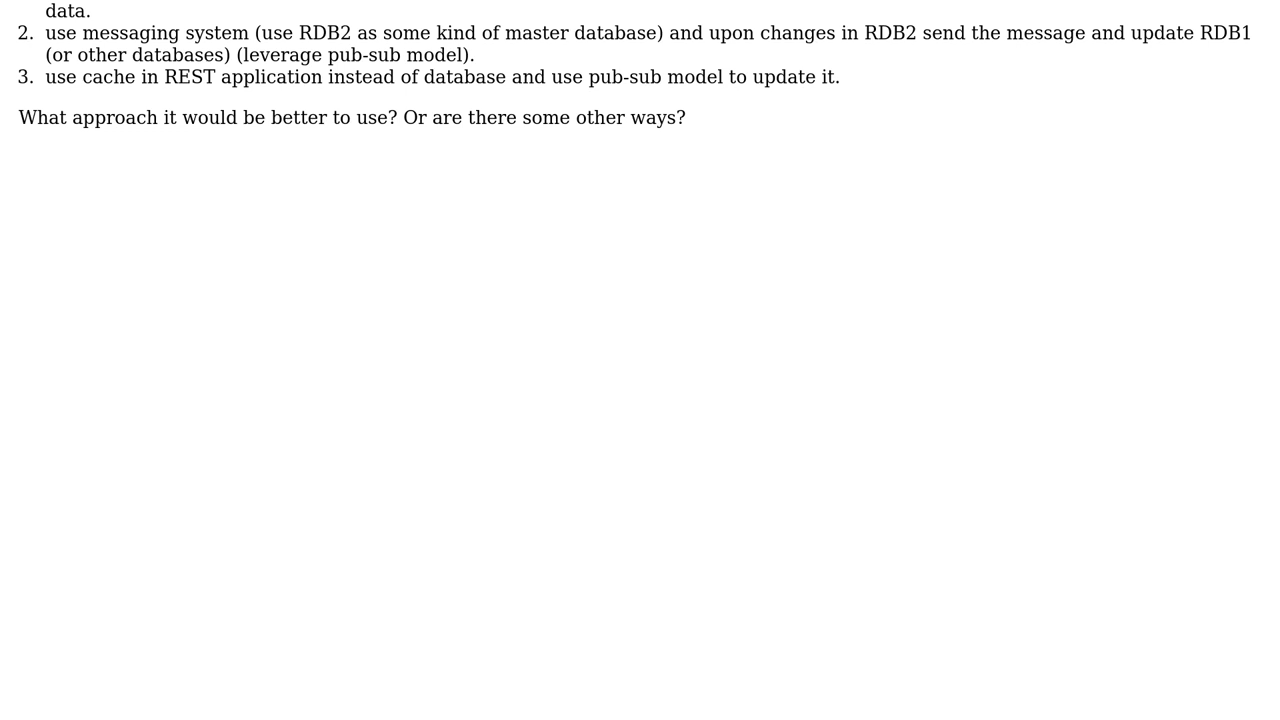 data.
2. use messaging system (use RDB2 as some kind of master database) and upon changes in RDB2 send the message and update RDB1
(or other databases) (leverage pub-sub model).
3. use cache in REST application instead of database and use pub-sub model to update it.
What approach it would be better to use? Or are there some other ways?